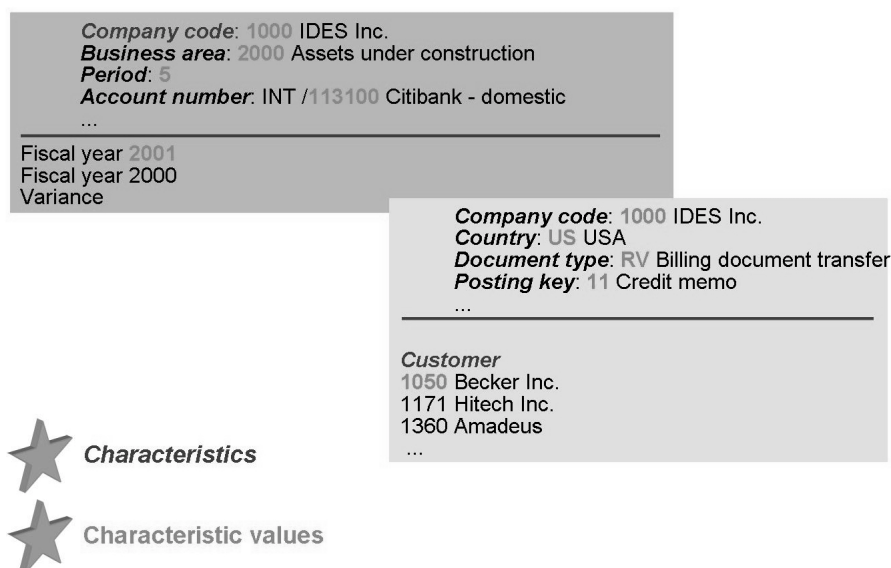 Company code: 1000 IDES Inc.
Business area: 2000 Assets under construction
Period: 5
Account number: INT /113100 Citibank - domestic
...
Fiscal year 2001
Fiscal year 2000
Variance
Company code: 1000 IDES Inc.
Country: US USA
Document type: RV Billing document transfer
Posting key: 11 Credit memo
...
Customer
1050 Becker Inc.
1171 Hitech Inc.
1360 Amadeus
...
Characteristics
Characteristic values